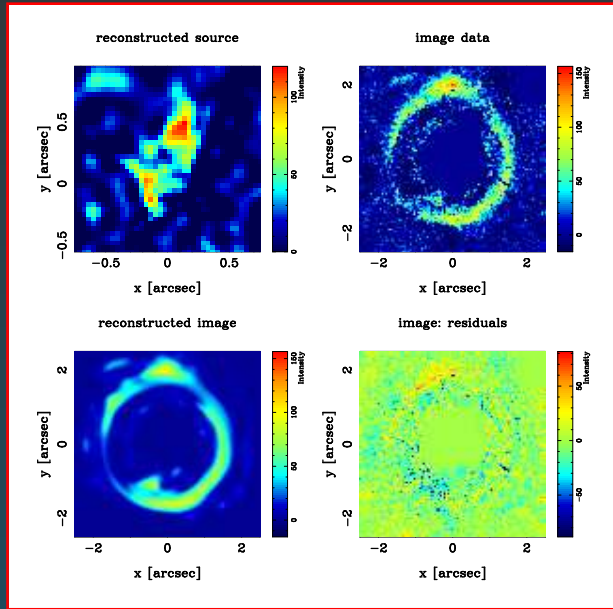 reconstructed source
0.5
0
−0.5
y [arcsec]
−0.5
0
0.5
x [arcsec]
100
50
0
Intensity
image data
2
0
−2
y [arcsec]
−2
0
2
x [arcsec]
150
100
50
0
Intensity
reconstructed image
2
0
−2
y [arcsec]
−2
0
2
x [arcsec]
150
100
50
0
Intensity
image: residuals
2
0
−2
y [arcsec]
−2
0
2
x [arcsec]
50
0
−50
Intensity